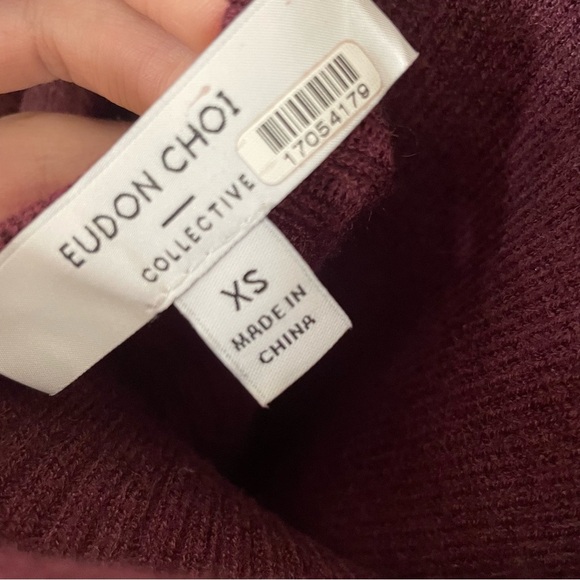 EUDON CHOI
—
COLLECTIVE
17054179
XS
MADE IN
CHINA